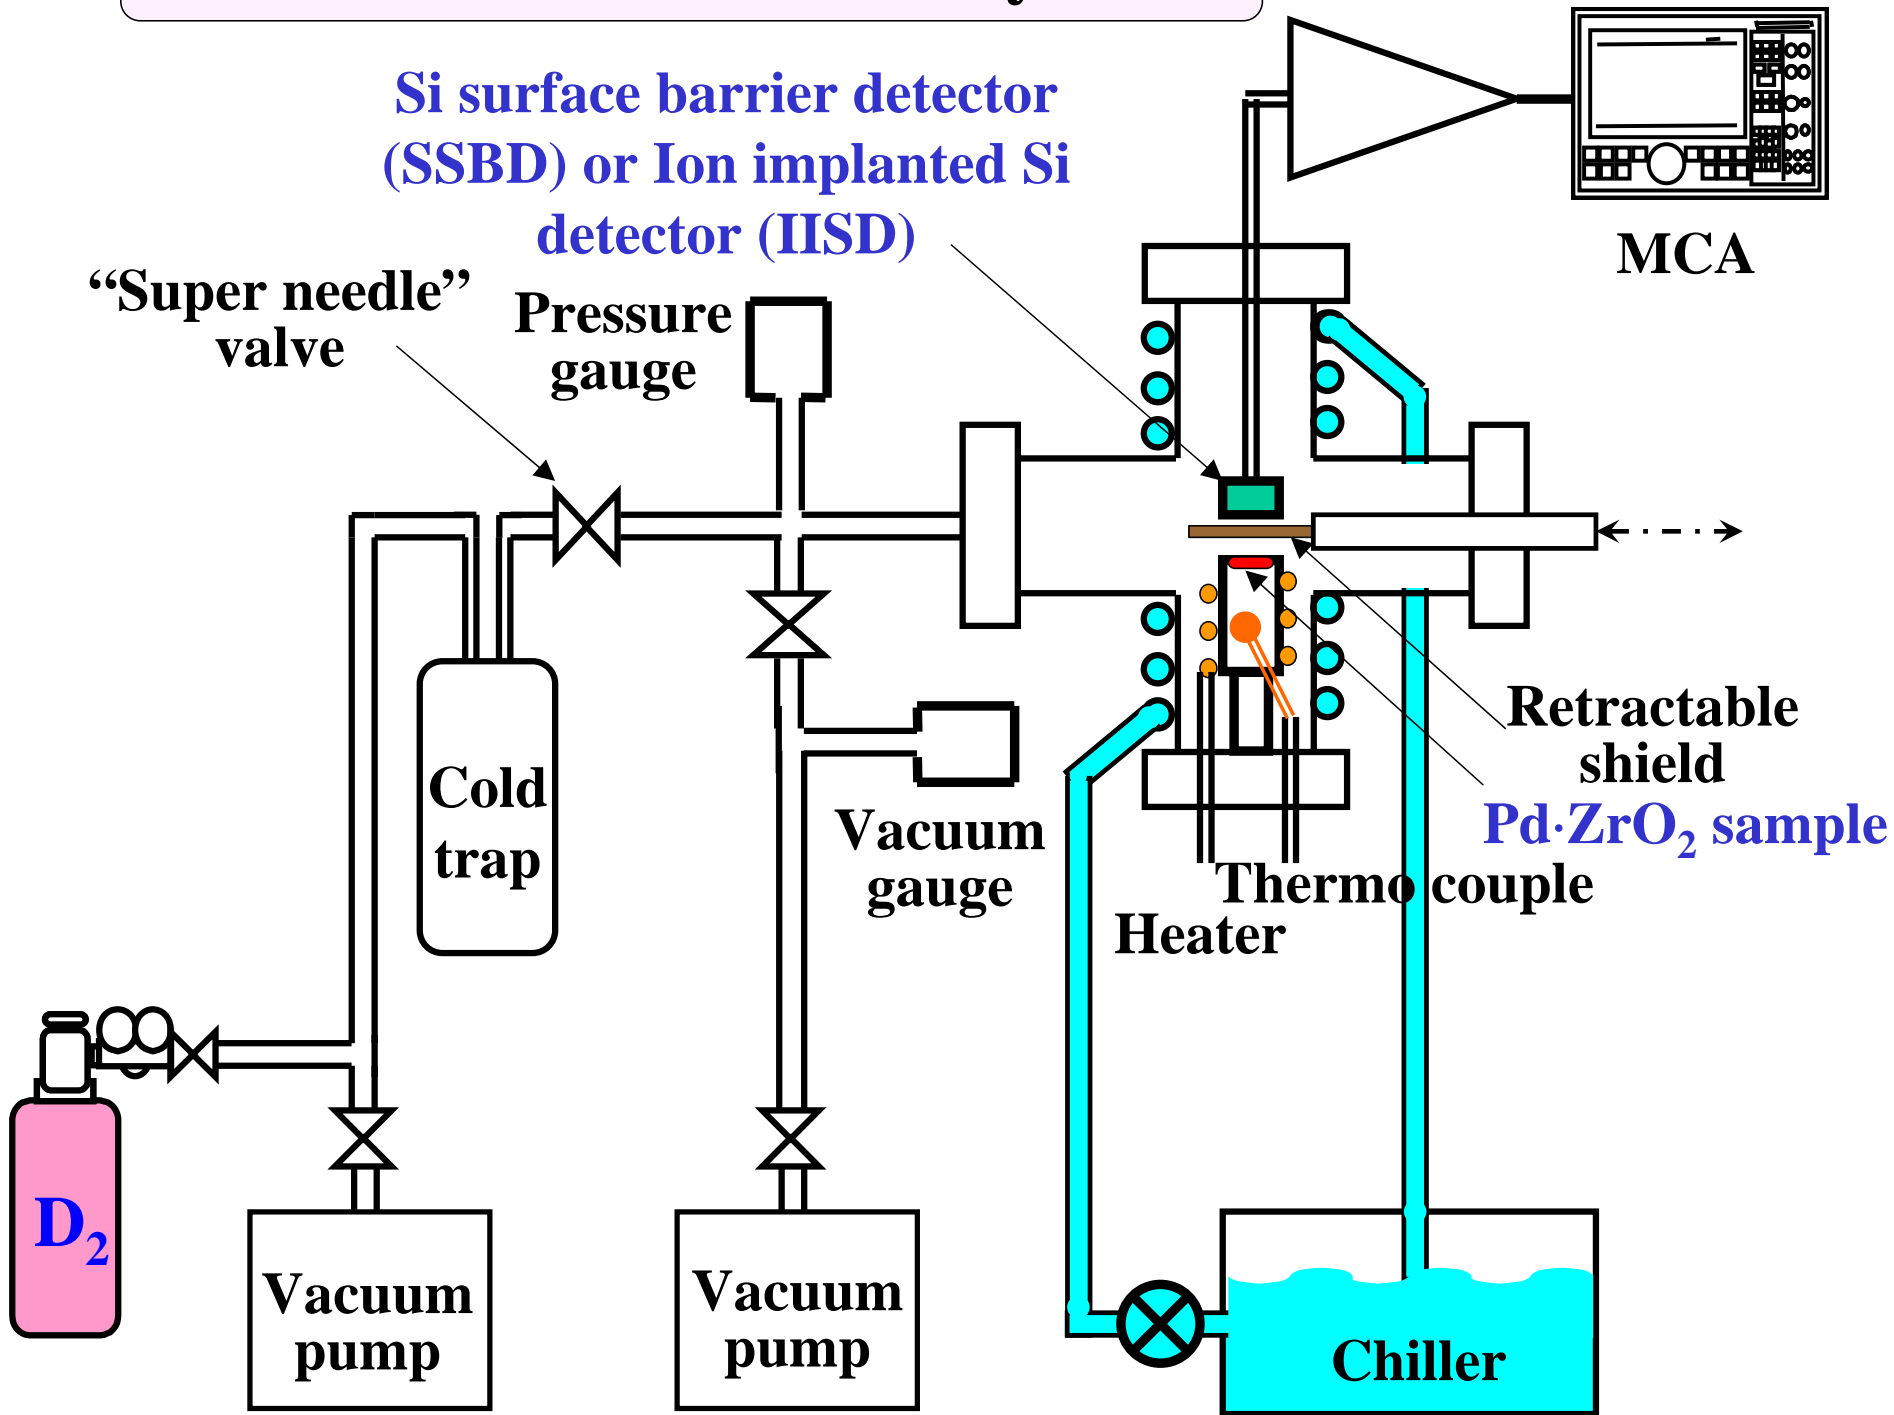 Si surface barrier detector
(SSBD) or Ion implanted Si
detector (IISD)
MCA
“Super needle”
valve
Pressure
gauge
Retractable
shield
Pd·ZrO₂ sample
Cold
trap
Vacuum
gauge
Thermo couple
Heater
D₂
Vacuum
pump
Vacuum
pump
Chiller